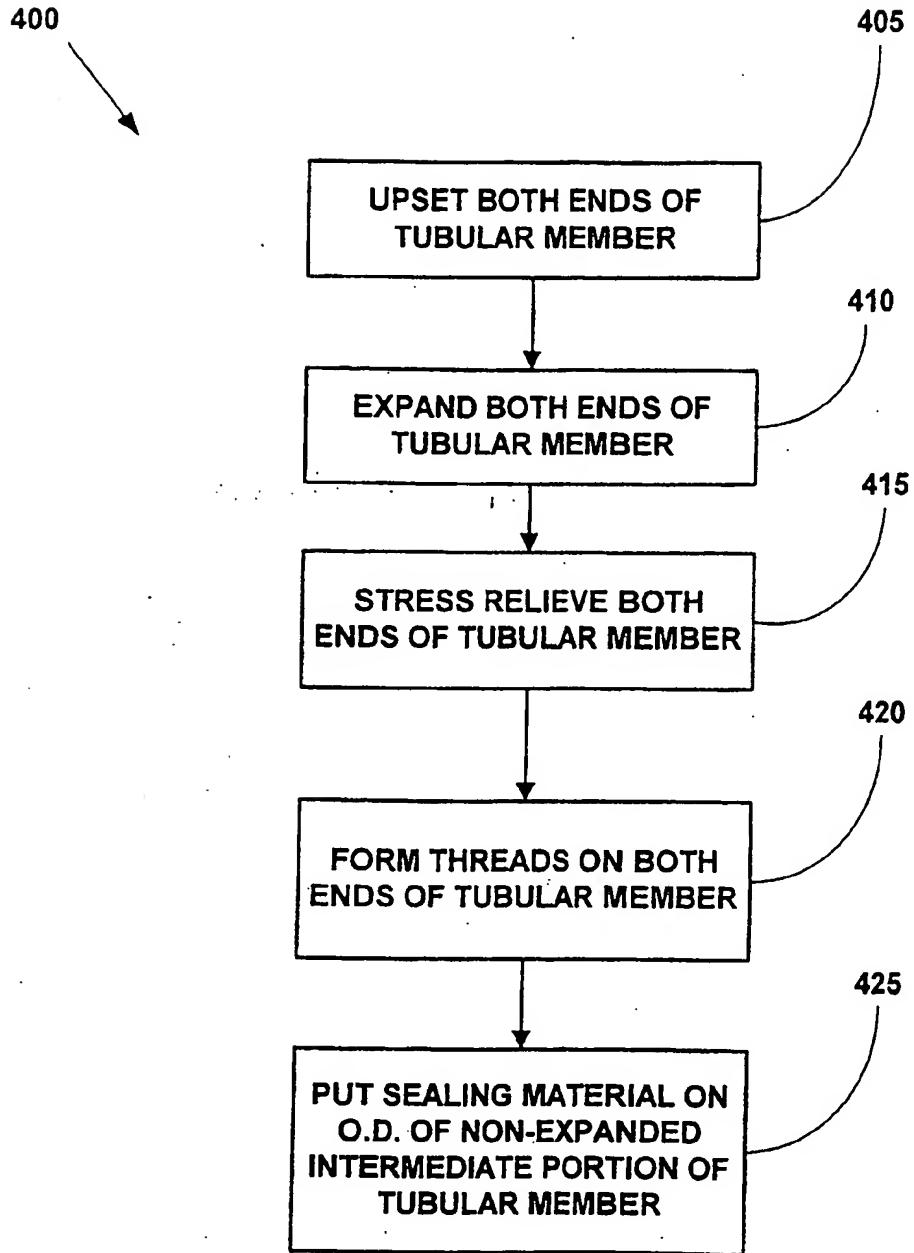 400
405
UPSET BOTH ENDS OF
TUBULAR MEMBER
410
EXPAND BOTH ENDS OF
TUBULAR MEMBER
415
STRESS RELIEVE BOTH
ENDS OF TUBULAR MEMBER
420
FORM THREADS ON BOTH
ENDS OF TUBULAR MEMBER
425
PUT SEALING MATERIAL ON
O.D. OF NON-EXPANDED
INTERMEDIATE PORTION OF
TUBULAR MEMBER